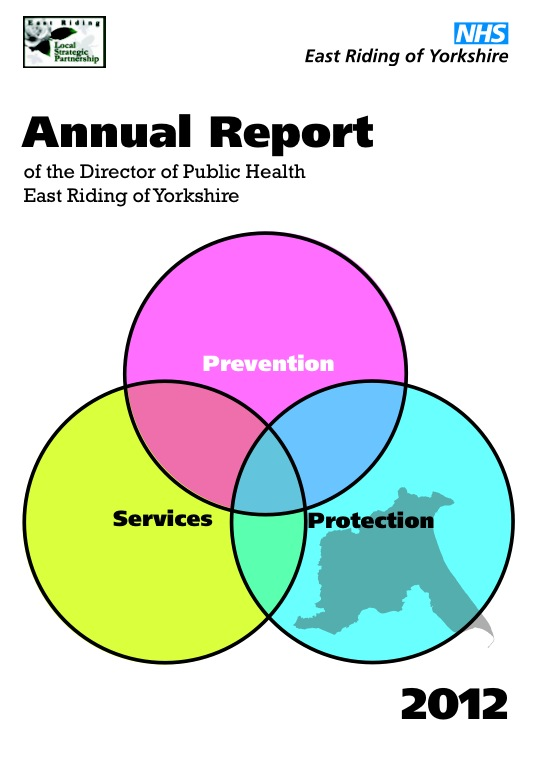 East Riding
Local
Strategic
Partnership
NHS
East Riding of Yorkshire
Annual Report
of the Director of Public Health
East Riding of Yorkshire
Prevention
Services
Protection
2012